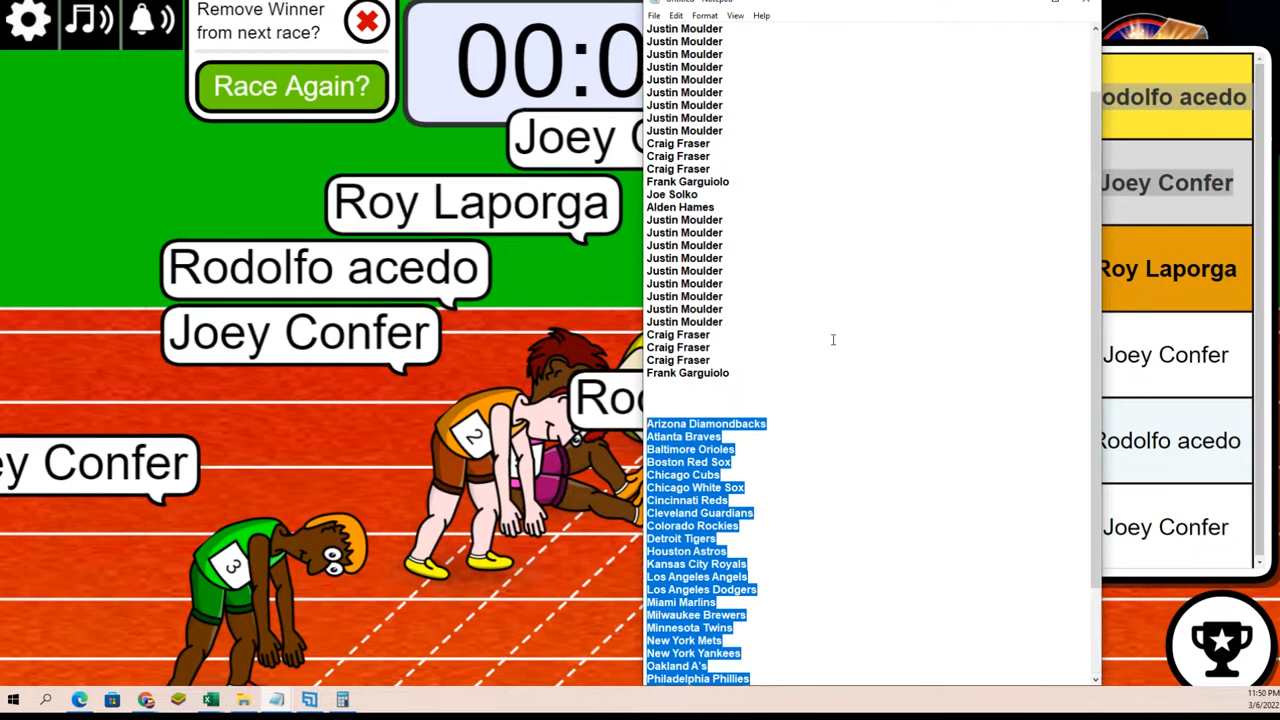 Remove Winner
from next race?
Race Again?
00:0
Joey C
Roy Laporga
Rodolfo acedo
Joey Confer
ey Confer
Roc
2
3
File Edit Format View Help
Justin Moulder
Justin Moulder
Justin Moulder
Justin Moulder
Justin Moulder
Justin Moulder
Justin Moulder
Justin Moulder
Justin Moulder
Craig Fraser
Craig Fraser
Craig Fraser
Frank Garguiolo
Joe Solko
Alden Hames
Justin Moulder
Justin Moulder
Justin Moulder
Justin Moulder
Justin Moulder
Justin Moulder
Justin Moulder
Justin Moulder
Justin Moulder
Craig Fraser
Craig Fraser
Craig Fraser
Frank Garguiolo
Arizona Diamondbacks
Atlanta Braves
Baltimore Orioles
Boston Red Sox
Chicago Cubs
Chicago White Sox
Cincinnati Reds
Cleveland Guardians
Colorado Rockies
Detroit Tigers
Houston Astros
Kansas City Royals
Los Angeles Angels
Los Angeles Dodgers
Miami Marlins
Milwaukee Brewers
Minnesota Twins
New York Mets
New York Yankees
Oakland A's
Philadelphia Phillies
odolfo acedo
Joey Confer
Roy Laporga
Joey Confer
Rodolfo acedo
Joey Confer
11:50 PM
3/6/2022